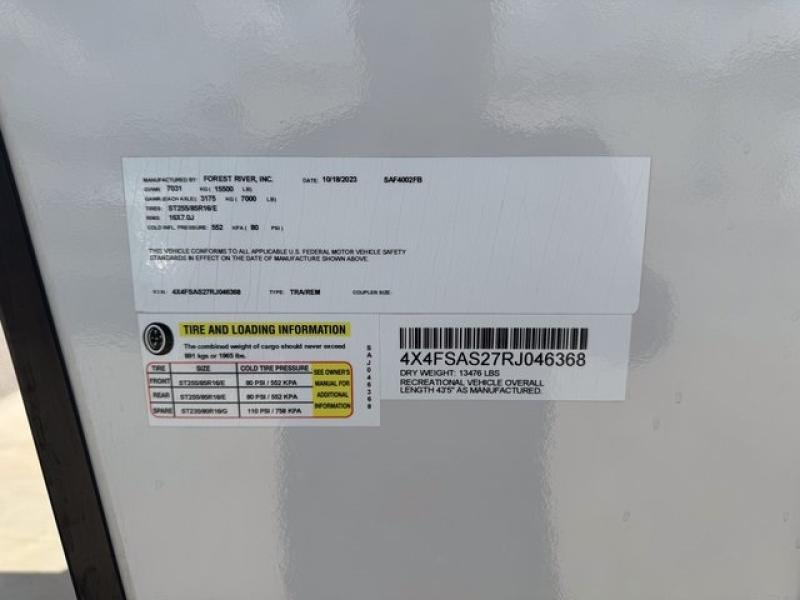 MANUFACTURED BY: FOREST RIVER, INC. DATE: 10/18/2023 SAF4002FB
GVWR: 7031 KG ( 15500 LB)
GAWR (EACH AXLE): 3175 KG ( 7000 LB)
TIRES: ST255/85R16/E
RIMS: 16X7.0J
COLD INFL. PRESSURE: 552 KPA ( 80 PSI )
THIS VEHICLE CONFORMS TO ALL APPLICABLE U.S. FEDERAL MOTOR VEHICLE SAFETY
STANDARDS IN EFFECT ON THE DATE OF MANUFACTURE SHOWN ABOVE.
V.I.N.: 4X4FSAS27RJ046368 TYPE: TRA/REM COUPLER SIZE:
TIRE AND LOADING INFORMATION
The combined weight of cargo should never exceed
891 kgs or 1965 lbs.
TIRE SIZE COLD TIRE PRESSURE SEE OWNER'S
FRONT ST255/85R16/E 80 PSI / 552 KPA MANUAL FOR
REAR ST255/85R16/E 80 PSI / 552 KPA ADDITIONAL
SPARE ST235/80R16/G 110 PSI / 758 KPA INFORMATION
SAJ046368
4X4FSAS27RJ046368
DRY WEIGHT: 13476 LBS
RECREATIONAL VEHICLE OVERALL
LENGTH 43'5" AS MANUFACTURED.